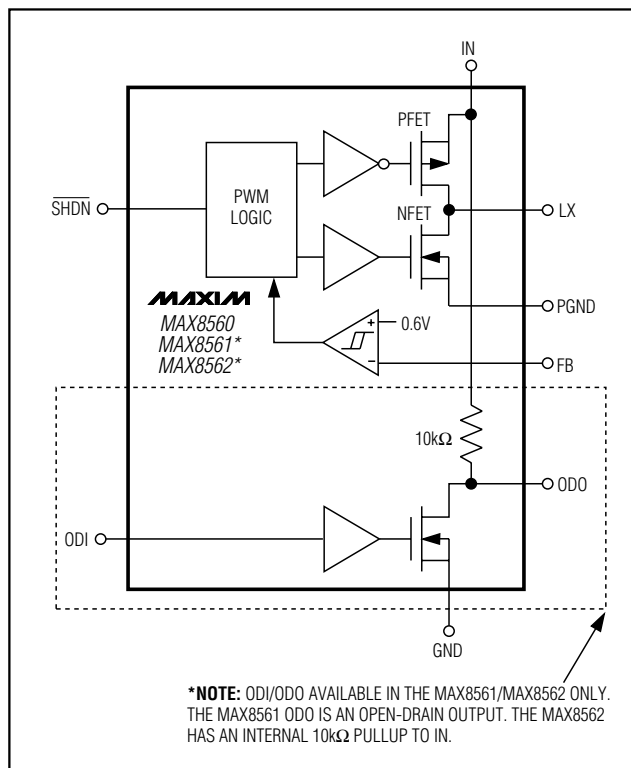 IN
PFET
SHDN
PWM
LOGIC
LX
NFET
MAXIM
PGND
MAX8560
MAX8561*
MAX8562*
+
0.6V
−
FB
10kΩ
ODO
ODI
GND
*NOTE: ODI/ODO AVAILABLE IN THE MAX8561/MAX8562 ONLY.
THE MAX8561 ODO IS AN OPEN-DRAIN OUTPUT. THE MAX8562
HAS AN INTERNAL 10kΩ PULLUP TO IN.